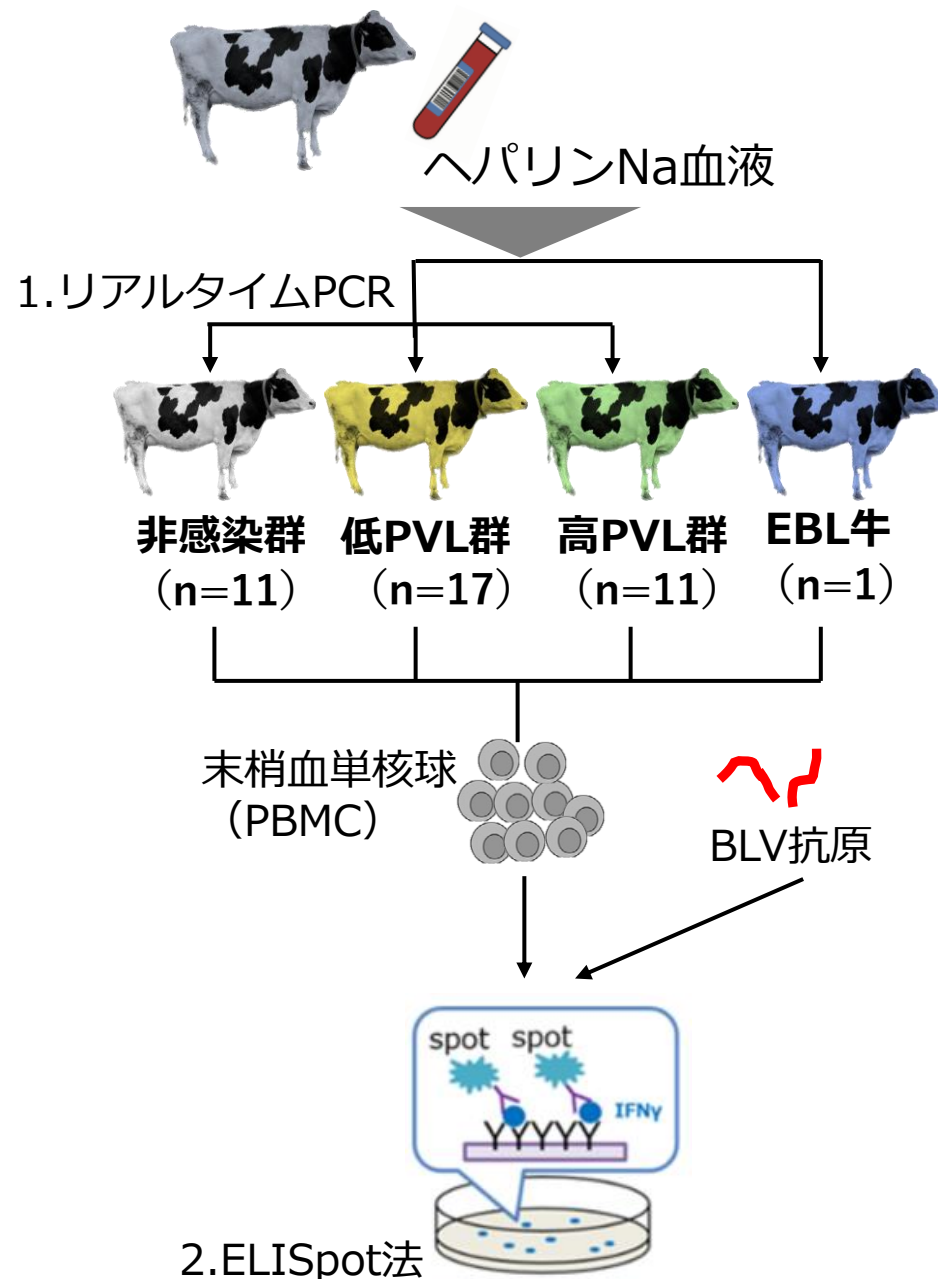 ヘパリンNa血液
1.リアルタイムPCR
非感染群
（n=11）
低PVL群
（n=17）
高PVL群
（n=11）
EBL牛
（n=1）
末梢血単核球
（PBMC）
BLV抗原
spot spot
IFNγ
2.ELISpot法